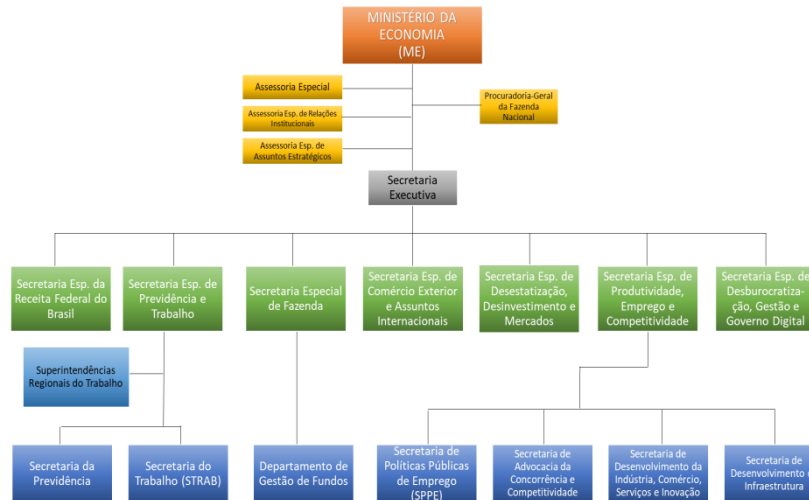 MINISTÉRIO DA
ECONOMIA
(ME)
Assessoria Especial
Procuradoria-Geral
da Fazenda
Nacional
Assessoria Esp. de Relações
Institucionais
Assessoria Esp. de
Assuntos Estratégicos
Secretaria
Executiva
Secretaria Esp. da
Receita Federal do
Brasil
Secretaria Esp. de
Previdência e
Trabalho
Secretaria Especial
de Fazenda
Secretaria Esp. de
Comércio Exterior
e Assuntos
Internacionais
Secretaria Esp. de
Desestatização,
Desinvestimento e
Mercados
Secretaria Esp. de
Produtividade,
Emprego e
Competitividade
Secretaria Esp. de
Desburocratiza-
ção, Gestão e
Governo Digital
Superintendências
Regionais do Trabalho
Secretaria da
Previdência
Secretaria do
Trabalho (STRAB)
Departamento de
Gestão de Fundos
Secretaria de
Políticas Públicas
de Emprego
(SPPE)
Secretaria de
Advocacia da
Concorrência e
Competitividade
Secretaria de
Desenvolvimento da
Indústria, Comércio,
Serviços e Inovação
Secretaria de
Desenvolvimento
Infraestrutura